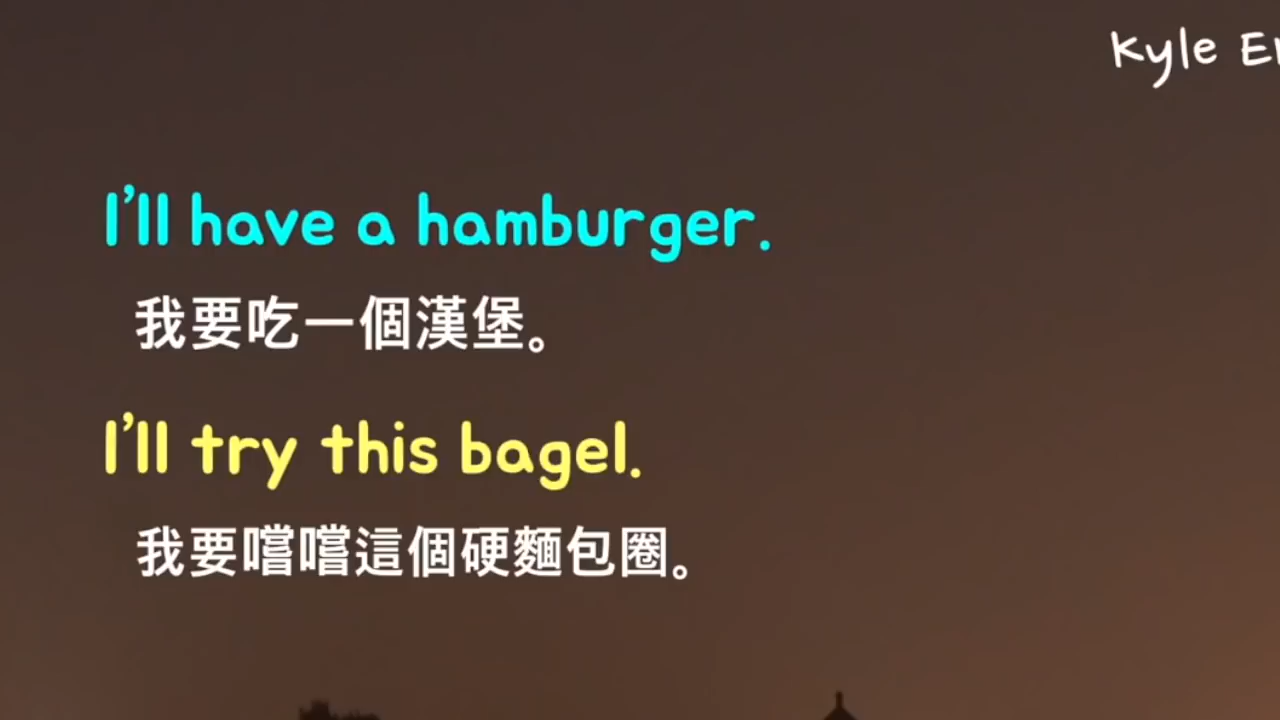 Kyle
I'll have a hamburger.
我要吃一個漢堡。
I'll try this bagel.
我要嚐嚐這個硬麵包圈。